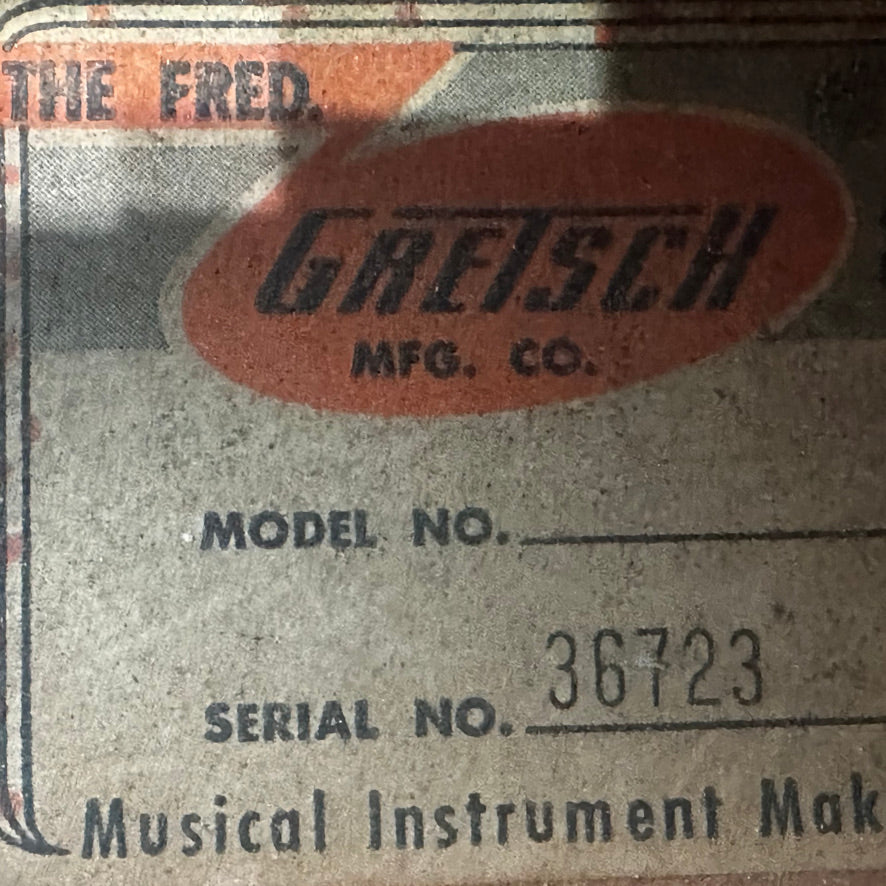 THE FRED.
GRETSCH
MFG. CO.
MODEL NO.
36723
SERIAL NO.
Musical Instrument Mak